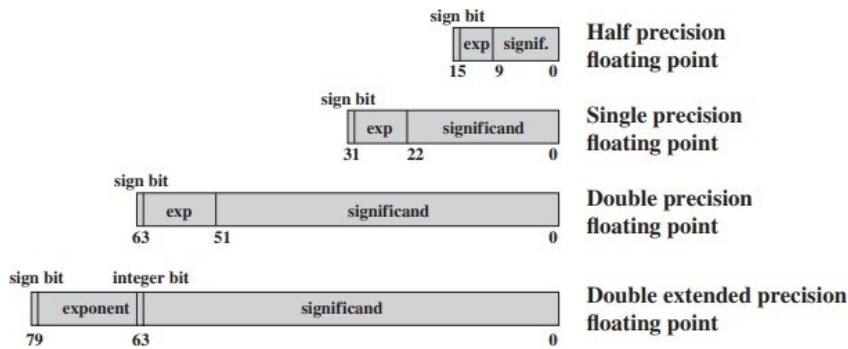 sign bit
exp signif.
15 9 0
Half precision
floating point
sign bit
exp significand
31 22 0
Single precision
floating point
sign bit
exp significand
63 51 0
Double precision
floating point
sign bit integer bit
exponent significand
79 63 0
Double extended precision
floating point